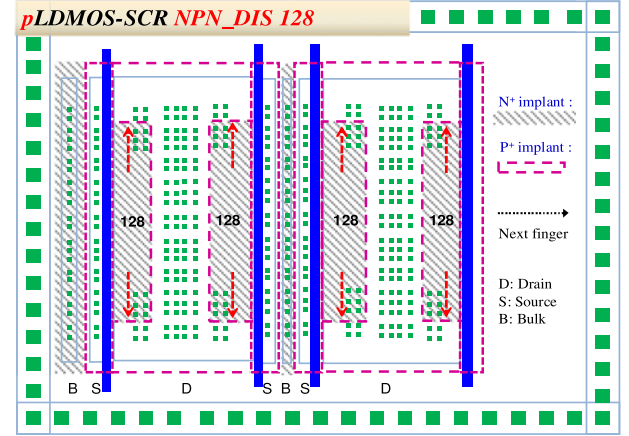 pLDMOS-SCR NPN_DIS 128
N+ implant :
P+ implant :
128 128 128 128
Next finger
D: Drain
S: Source
B: Bulk
B S D S B S D